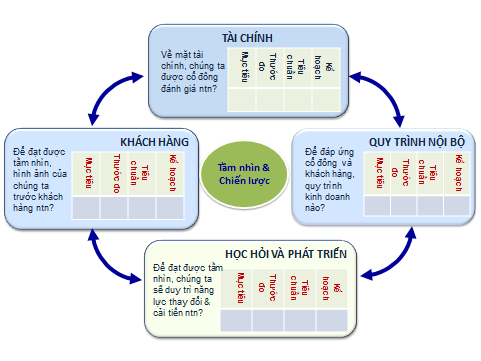 TÀI CHÍNH
Về mặt tài
chính, chúng ta
được cổ đông
đánh giá ntn?
Mục tiêu
Thước
đo
Tiêu
chuẩn
Kế
hoạch
KHÁCH HÀNG
Để đạt được
tầm nhìn,
hình ảnh của
chúng ta
trước khách
hàng ntn?
Mục tiêu
Thước đo
Tiêu
chuẩn
Kế hoạch
Tầm nhìn &
Chiến lược
QUY TRÌNH NỘI BỘ
Để đáp ứng
cổ đông và
khách hàng,
quy trình
kinh doanh
nào?
Mục tiêu
Thước
đo
Tiêu
chuẩn
Kế
hoạch
HỌC HỎI VÀ PHÁT TRIỂN
Để đạt được tầm
nhìn, chúng ta
sẽ duy trì năng
lực thay đổi &
cải tiến ntn?
Mục tiêu
Thước
đo
Tiêu
chuẩn
Kế
hoạch